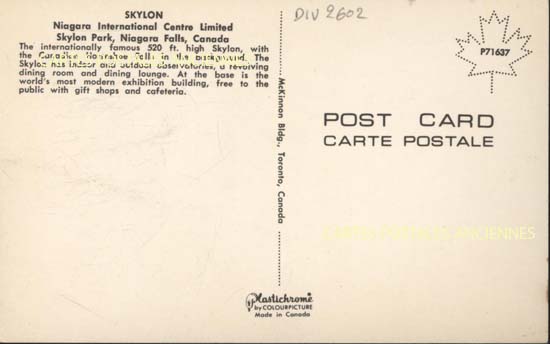 SKYLON
Niagara International Centre Limited
Skylon Park, Niagara Falls, Canada
The internationally famous 520 ft. high Skylon, with
the Canadian Horseshoe Falls in the background. The
Skylon has indoor and outdoor observatories, a revolving
dining room and dining lounge. At the base is the
world's most modern exhibition building, free to the
public with gift shops and cafeteria.
DIV 2602
McKinnon Bldg., Toronto, Canada
P71637
POST CARD
CARTE POSTALE
CARTES POSTALES ANCIENNES
Plastichrome
by COLOURPICTURE
Made in Canada